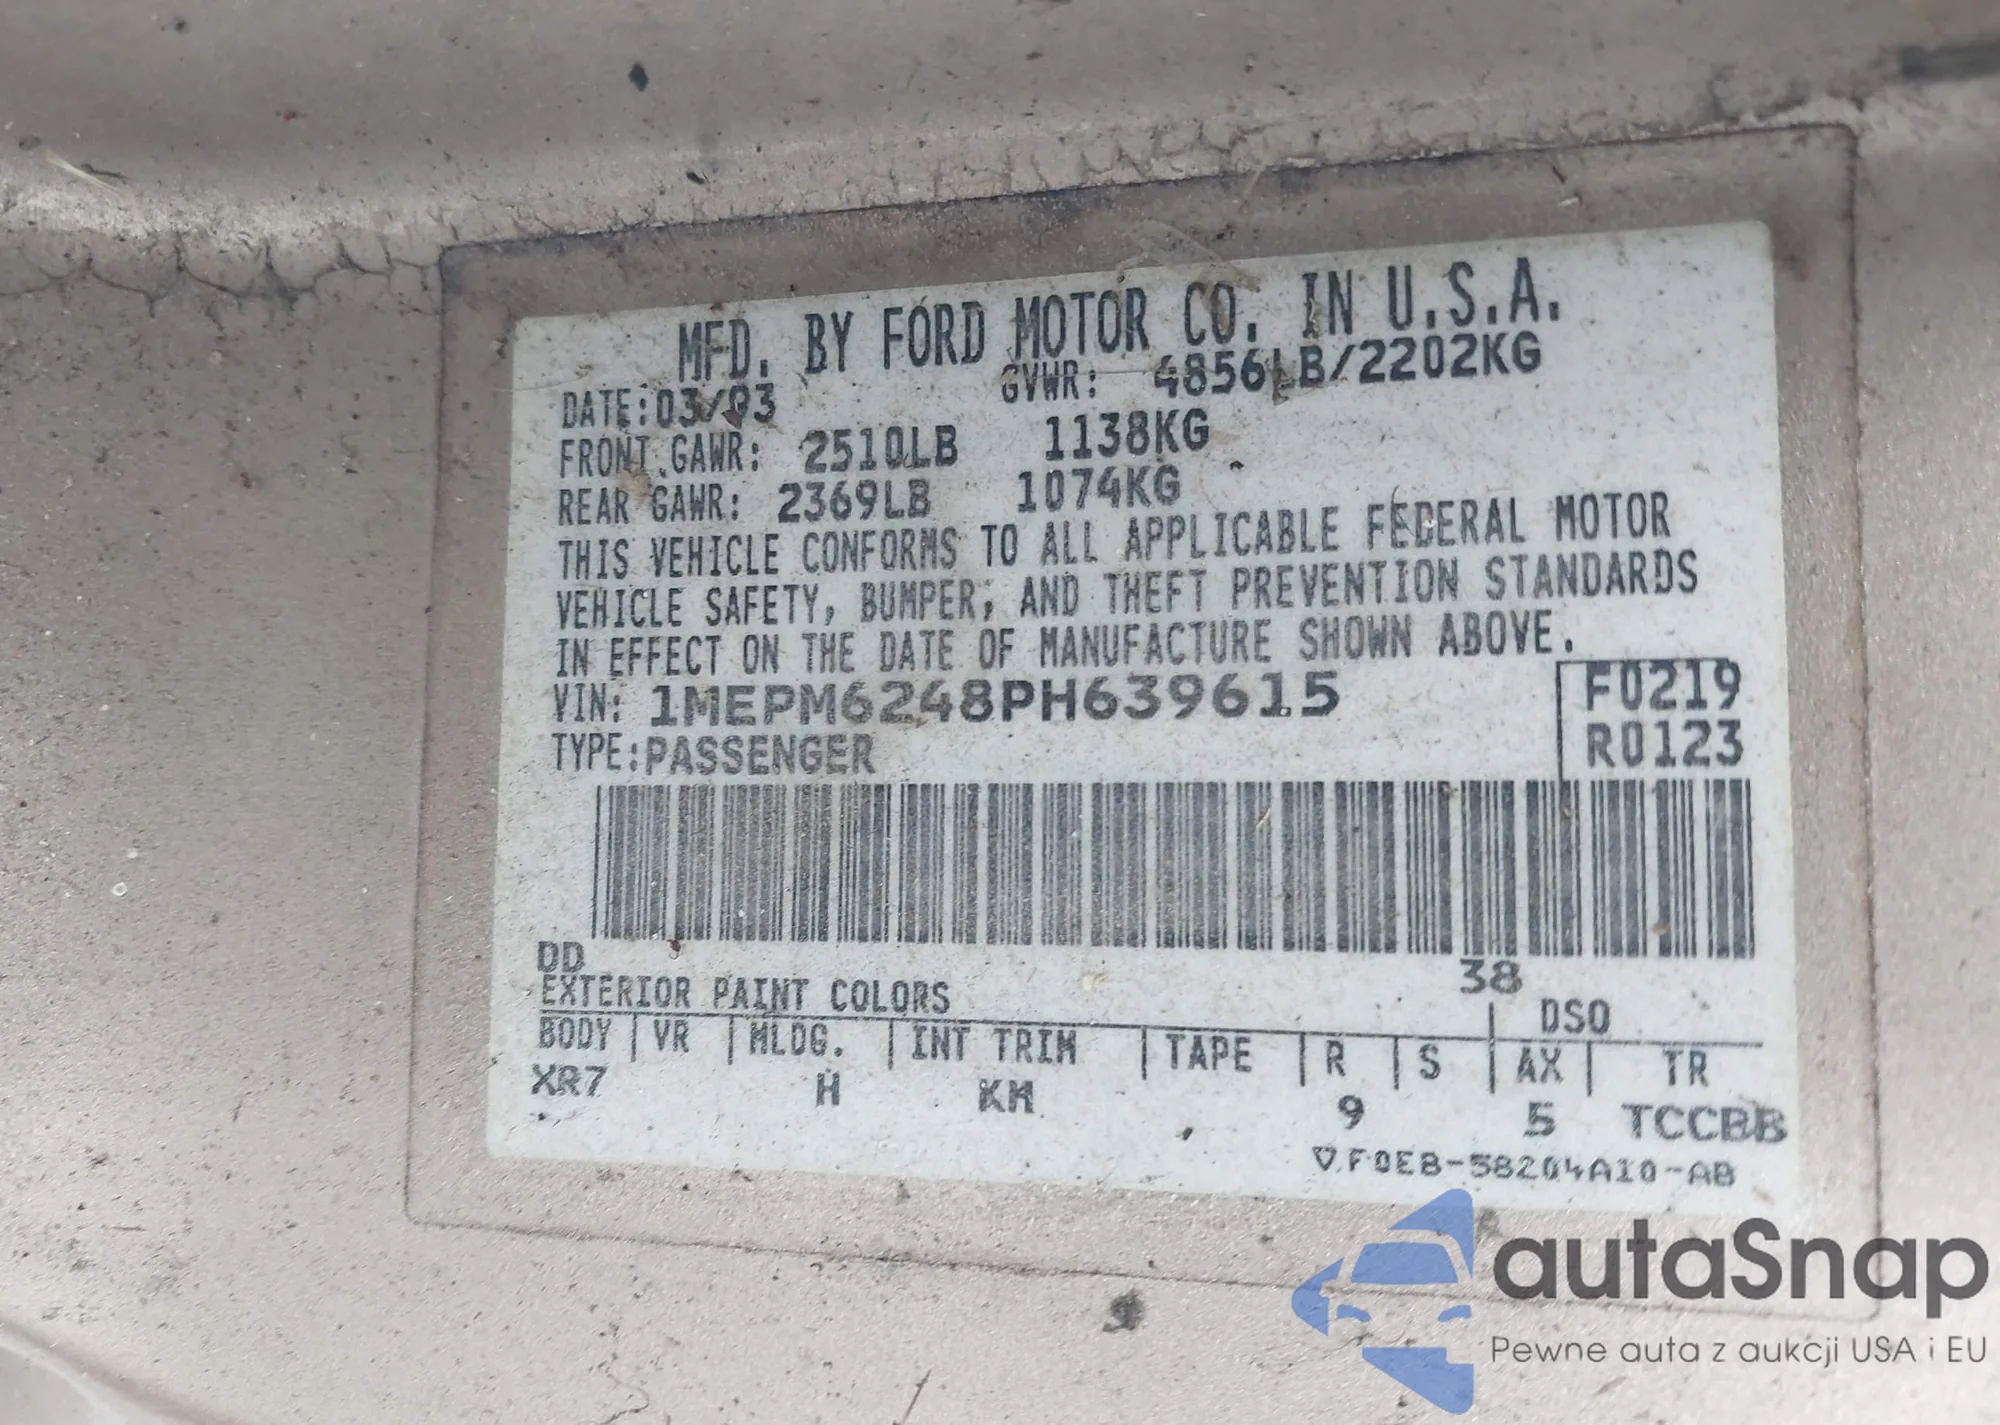 MFD. BY FORD MOTOR CO. IN U.S.A.
DATE:03/93 GVWR: 4856LB/2202KG
FRONT GAWR: 2510LB 1138KG
REAR GAWR: 2369LB 1074KG
THIS VEHICLE CONFORMS TO ALL APPLICABLE FEDERAL MOTOR
VEHICLE SAFETY, BUMPER, AND THEFT PREVENTION STANDARDS
IN EFFECT ON THE DATE OF MANUFACTURE SHOWN ABOVE.
VIN: 1MEPM6248PH639615 F0219
TYPE:PASSENGER R0123
DD 38
EXTERIOR PAINT COLORS DSO
BODY | VR | MLDG. | INT TRIM | TAPE | R | S | AX | TR
XR7 H KM 9 5 TCCBB
▽.F0EB-58204A10-AB
autaSnap
Pewne auta z aukcji USA i EU